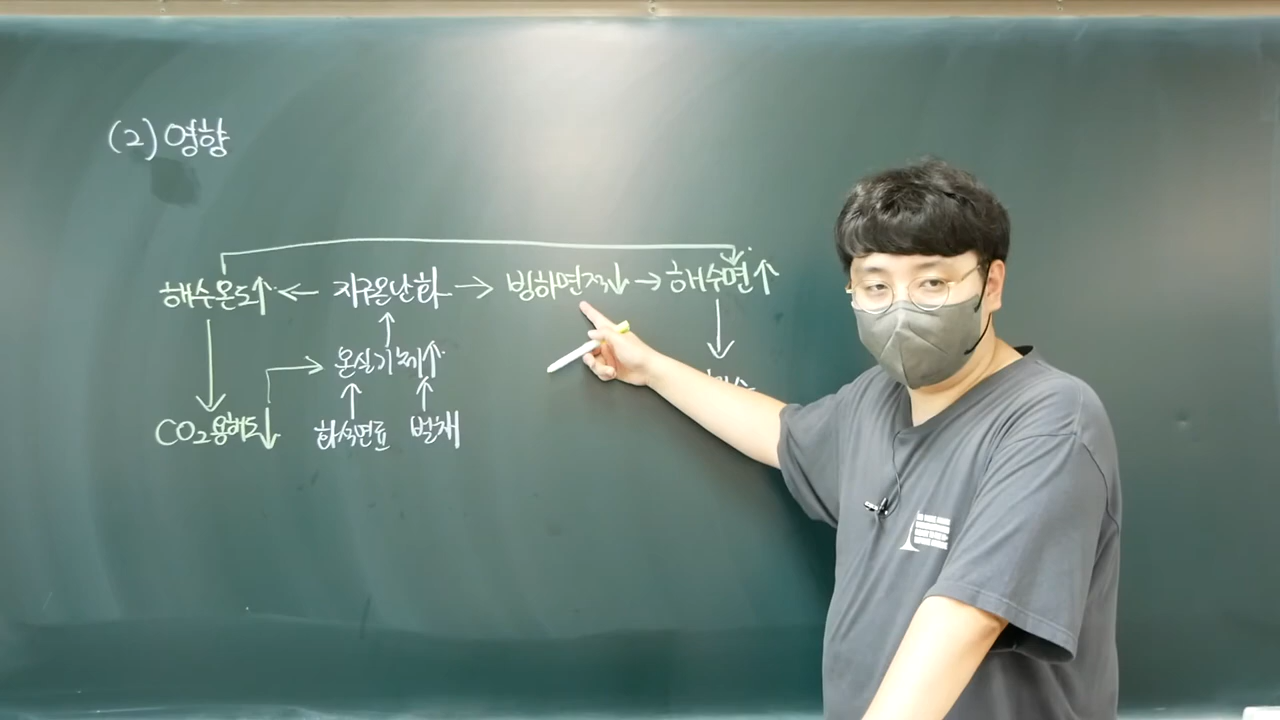 (2) 영향
해수온도↑ ← 지구온난화 → 빙하면적↓ → 해수면↑
온실기체↑
CO₂용해도↓ 화석연료 벌채